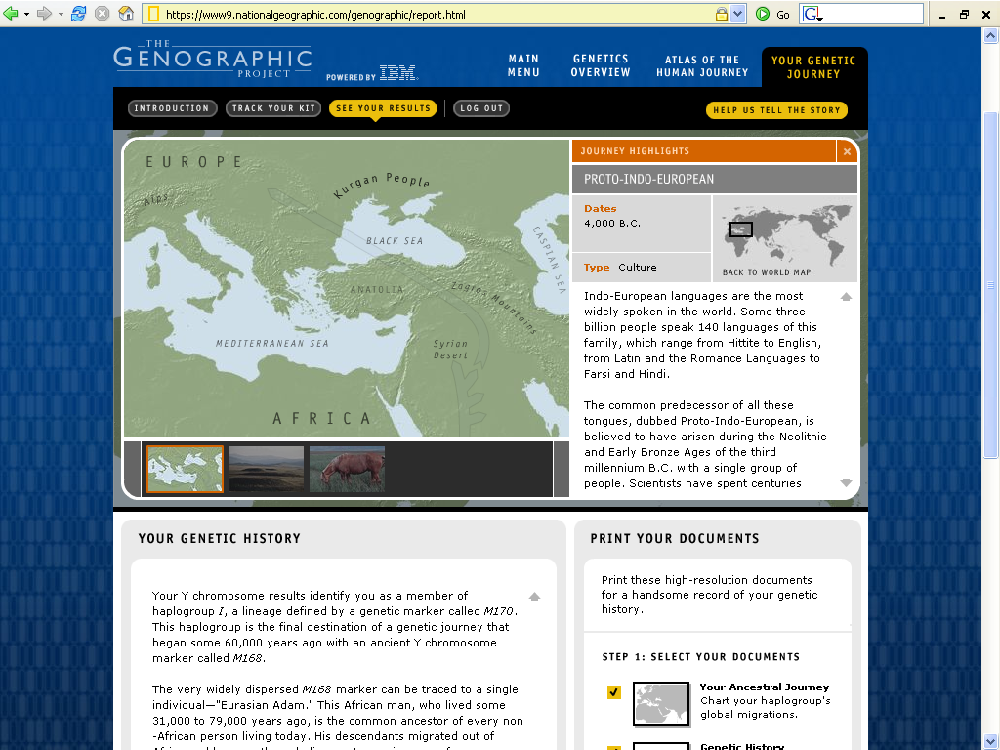 https://www9.nationalgeographic.com/genographic/report.html
Go
G
THE
GENOGRAPHIC
PROJECT
POWERED BY IBM
MAIN
MENU
GENETICS
OVERVIEW
ATLAS OF THE
HUMAN JOURNEY
YOUR GENETIC
JOURNEY
INTRODUCTION
TRACK YOUR KIT
SEE YOUR RESULTS
LOG OUT
HELP US TELL THE STORY
EUROPE
Alps
Kurgan People
BLACK SEA
CASPIAN SEA
ANATOLIA
Zagros Mountains
MEDITERRANEAN SEA
Syrian
Desert
AFRICA
JOURNEY HIGHLIGHTS
PROTO-INDO-EUROPEAN
Dates
4,000 B.C.
Type Culture
BACK TO WORLD MAP
Indo-European languages are the most
widely spoken in the world. Some three
billion people speak 140 languages of this
family, which range from Hittite to English,
from Latin and the Romance Languages to
Farsi and Hindi.
The common predecessor of all these
tongues, dubbed Proto-Indo-European, is
believed to have arisen during the Neolithic
and Early Bronze Ages of the third
millennium B.C. with a single group of
people. Scientists have spent centuries
YOUR GENETIC HISTORY
Your Y chromosome results identify you as a member of
haplogroup I, a lineage defined by a genetic marker called M170.
This haplogroup is the final destination of a genetic journey that
began some 60,000 years ago with an ancient Y chromosome
marker called M168.
The very widely dispersed M168 marker can be traced to a single
individual—"Eurasian Adam." This African man, who lived some
31,000 to 79,000 years ago, is the common ancestor of every non
-African person living today. His descendants migrated out of
PRINT YOUR DOCUMENTS
Print these high-resolution documents
for a handsome record of your genetic
history.
STEP 1: SELECT YOUR DOCUMENTS
Your Ancestral Journey
Chart your haplogroup's
global migrations.
Genetic History